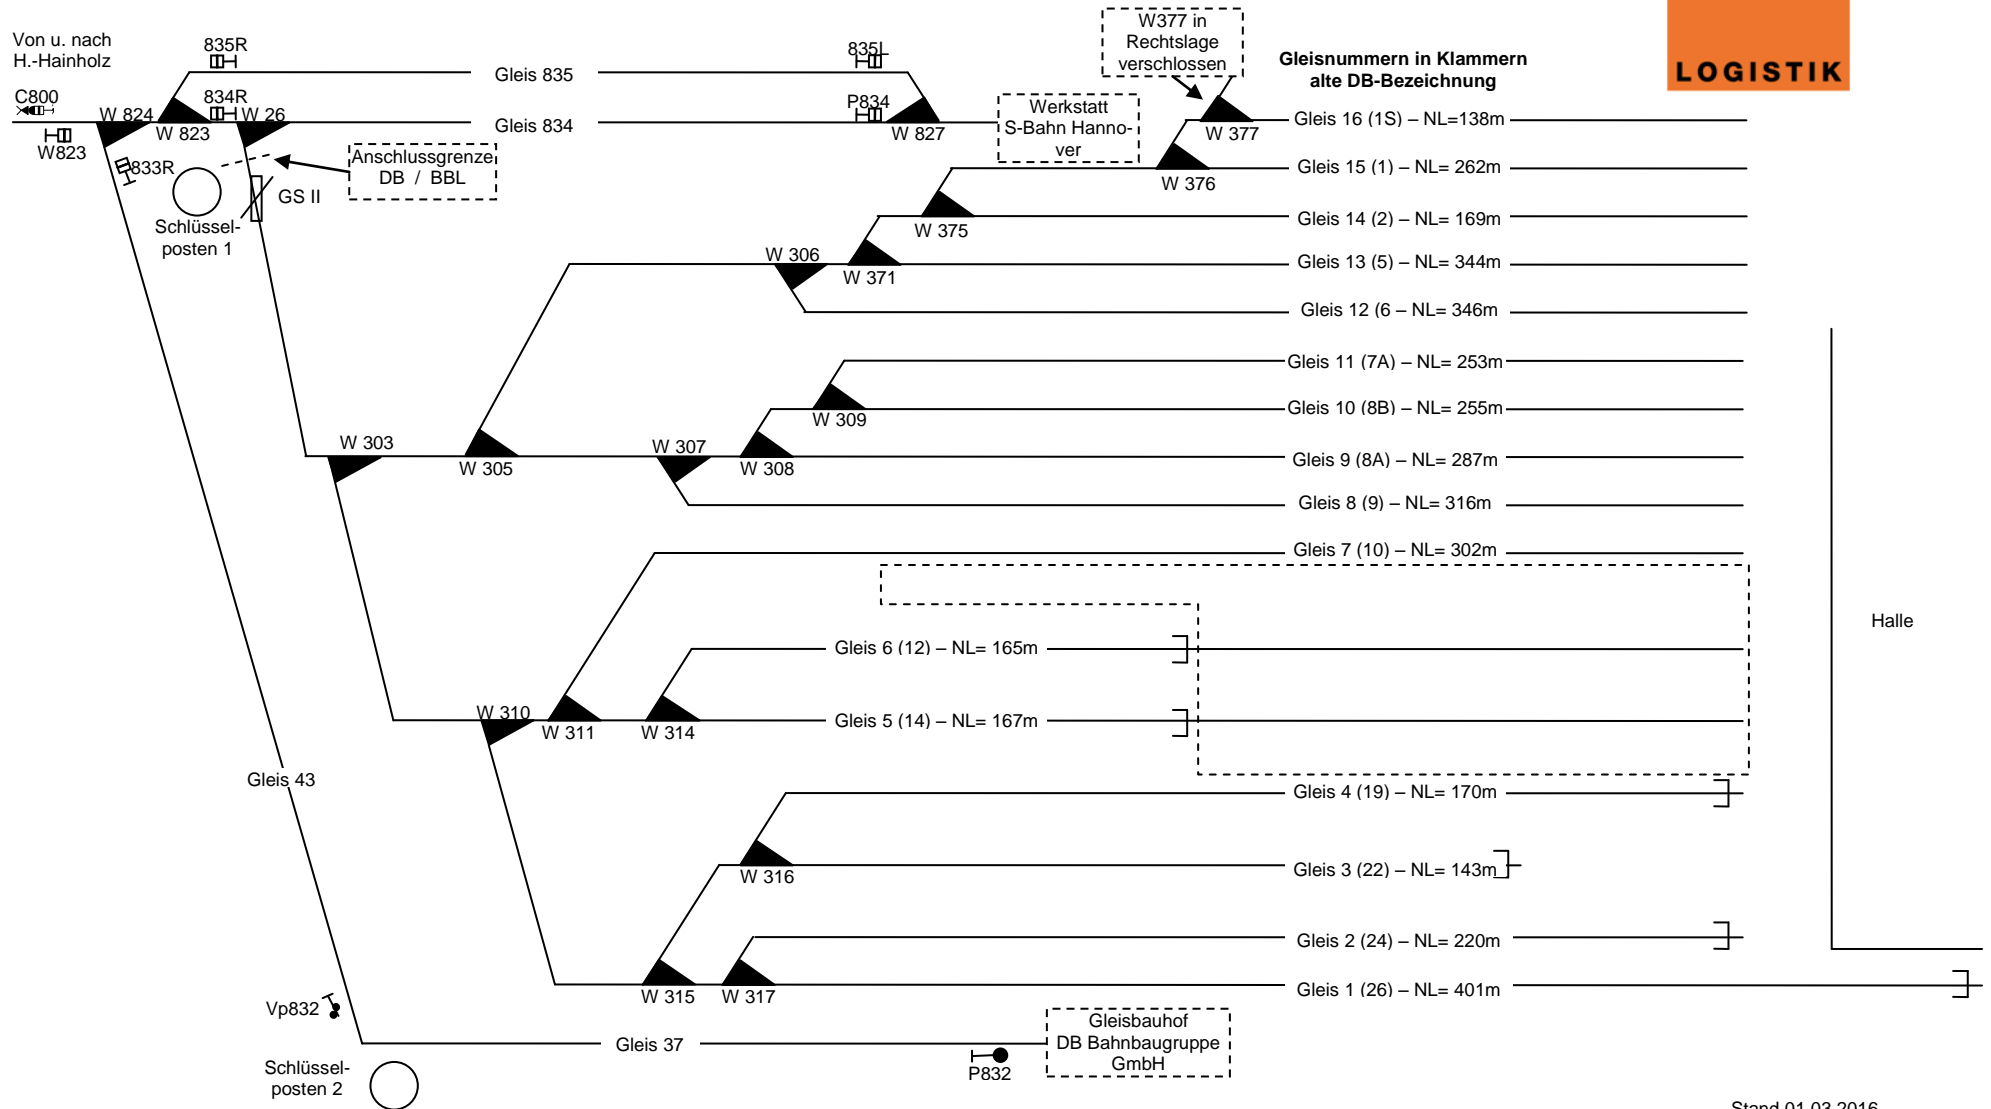 Von u. nach
H.-Hainholz
C800
W 824
W823
835R
834R
W 823
W 26
833R
Schlüssel-
posten 1
GS II
Anschlussgrenze
DB / BBL
Gleis 835
Gleis 834
835L
P834
W 827
Werkstatt
S-Bahn Hanno-
ver
W377 in
Rechtslage
verschlossen
Gleisnummern in Klammern
alte DB-Bezeichnung
LOGISTIK
W 377
Gleis 16 (1S) – NL=138m
W 376
Gleis 15 (1) – NL= 262m
W 375
Gleis 14 (2) – NL= 169m
W 306
W 371
Gleis 13 (5) – NL= 344m
Gleis 12 (6 – NL= 346m
Gleis 11 (7A) – NL= 253m
W 309
Gleis 10 (8B) – NL= 255m
W 303
W 305
W 307
W 308
Gleis 9 (8A) – NL= 287m
Gleis 8 (9) – NL= 316m
Gleis 7 (10) – NL= 302m
Halle
Gleis 6 (12) – NL= 165m
W 310
W 311
W 314
Gleis 5 (14) – NL= 167m
Gleis 43
Gleis 4 (19) – NL= 170m
W 316
Gleis 3 (22) – NL= 143m
Gleis 2 (24) – NL= 220m
W 315
W 317
Gleis 1 (26) – NL= 401m
Vp832
Gleis 37
P832
Gleisbauhof
DB Bahnbaugruppe
GmbH
Schlüssel-
posten 2
Stand 01.03.2016